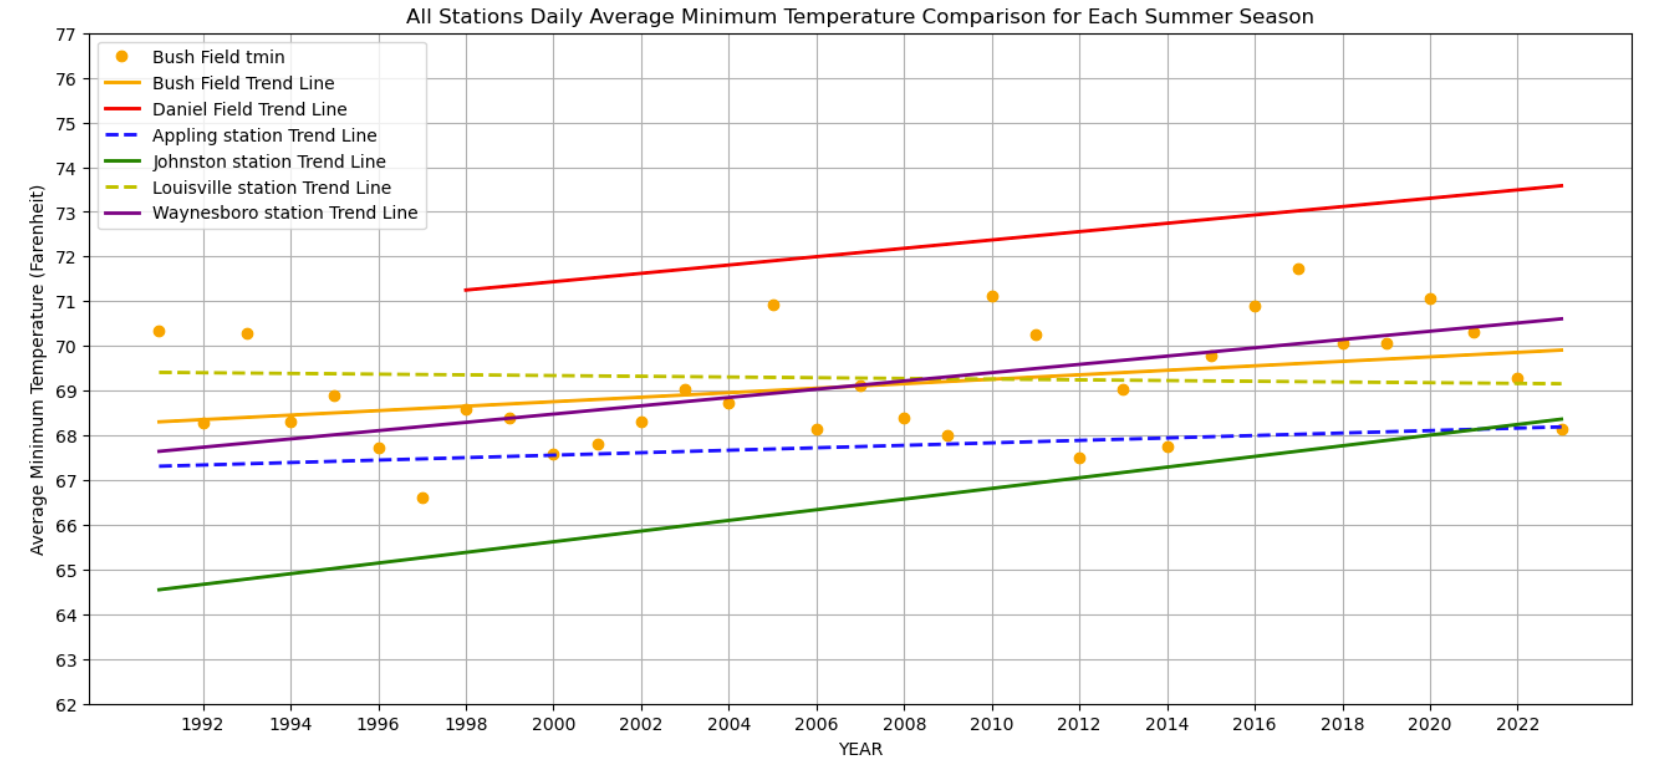 All Stations Daily Average Minimum Temperature Comparison for Each Summer Season
77
76
75
74
73
72
71
70
69
68
67
66
65
64
63
62
Average Minimum Temperature (Farenheit)
Bush Field tmin
Bush Field Trend Line
Daniel Field Trend Line
Appling station Trend Line
Johnston station Trend Line
Louisville station Trend Line
Waynesboro station Trend Line
1992 1994 1996 1998 2000 2002 2004 2006 2008 2010 2012 2014 2016 2018 2020 2022
YEAR